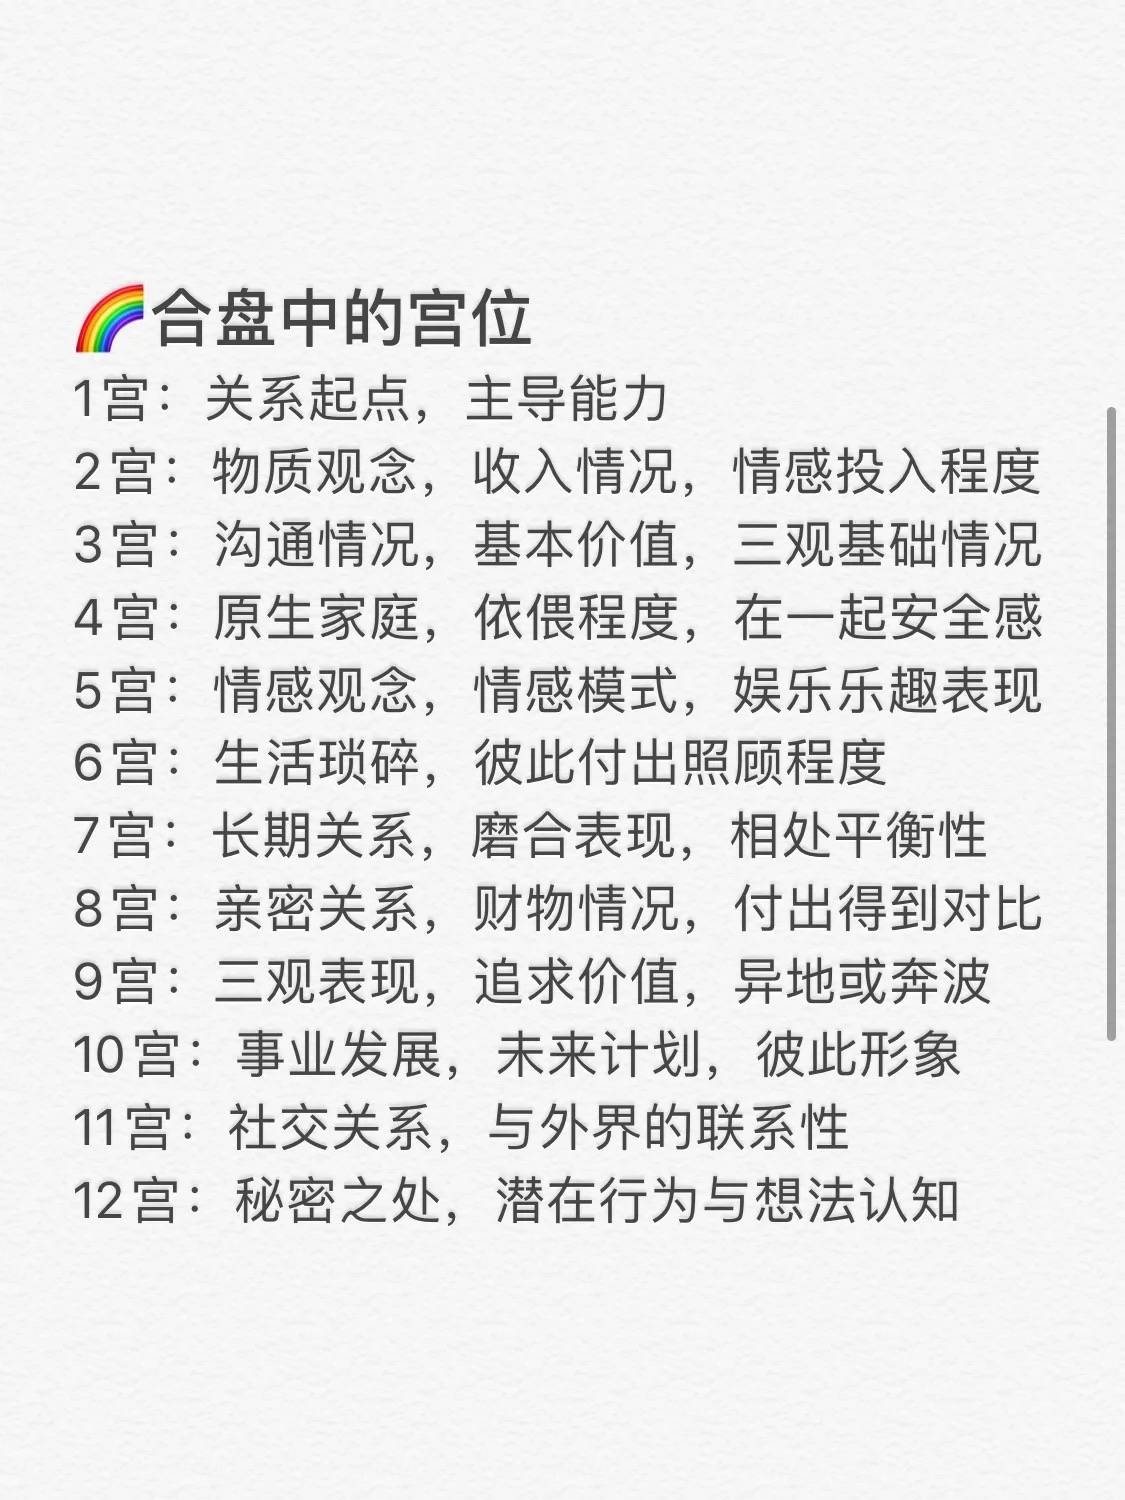 🌈合盘中的宫位
1宫：关系起点，主导能力
2宫：物质观念，收入情况，情感投入程度
3宫：沟通情况，基本价值，三观基础情况
4宫：原生家庭，依偎程度，在一起安全感
5宫：情感观念，情感模式，娱乐乐趣表现
6宫：生活琐碎，彼此付出照顾程度
7宫：长期关系，磨合表现，相处平衡性
8宫：亲密关系，财物情况，付出得到对比
9宫：三观表现，追求价值，异地或奔波
10宫：事业发展，未来计划，彼此形象
11宫：社交关系，与外界的联系性
12宫：秘密之处，潜在行为与想法认知